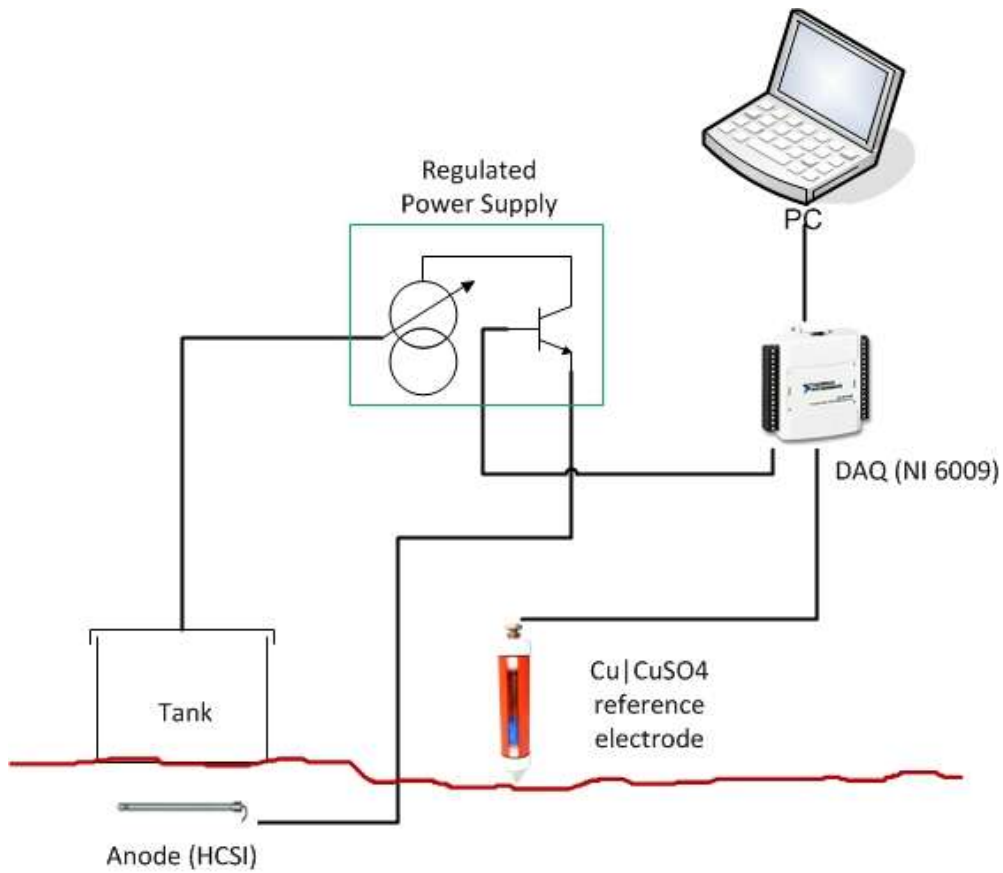 Regulated
Power Supply
PC
DAQ (NI 6009)
Cu|CuSO4
reference
electrode
Tank
Anode (HCSI)